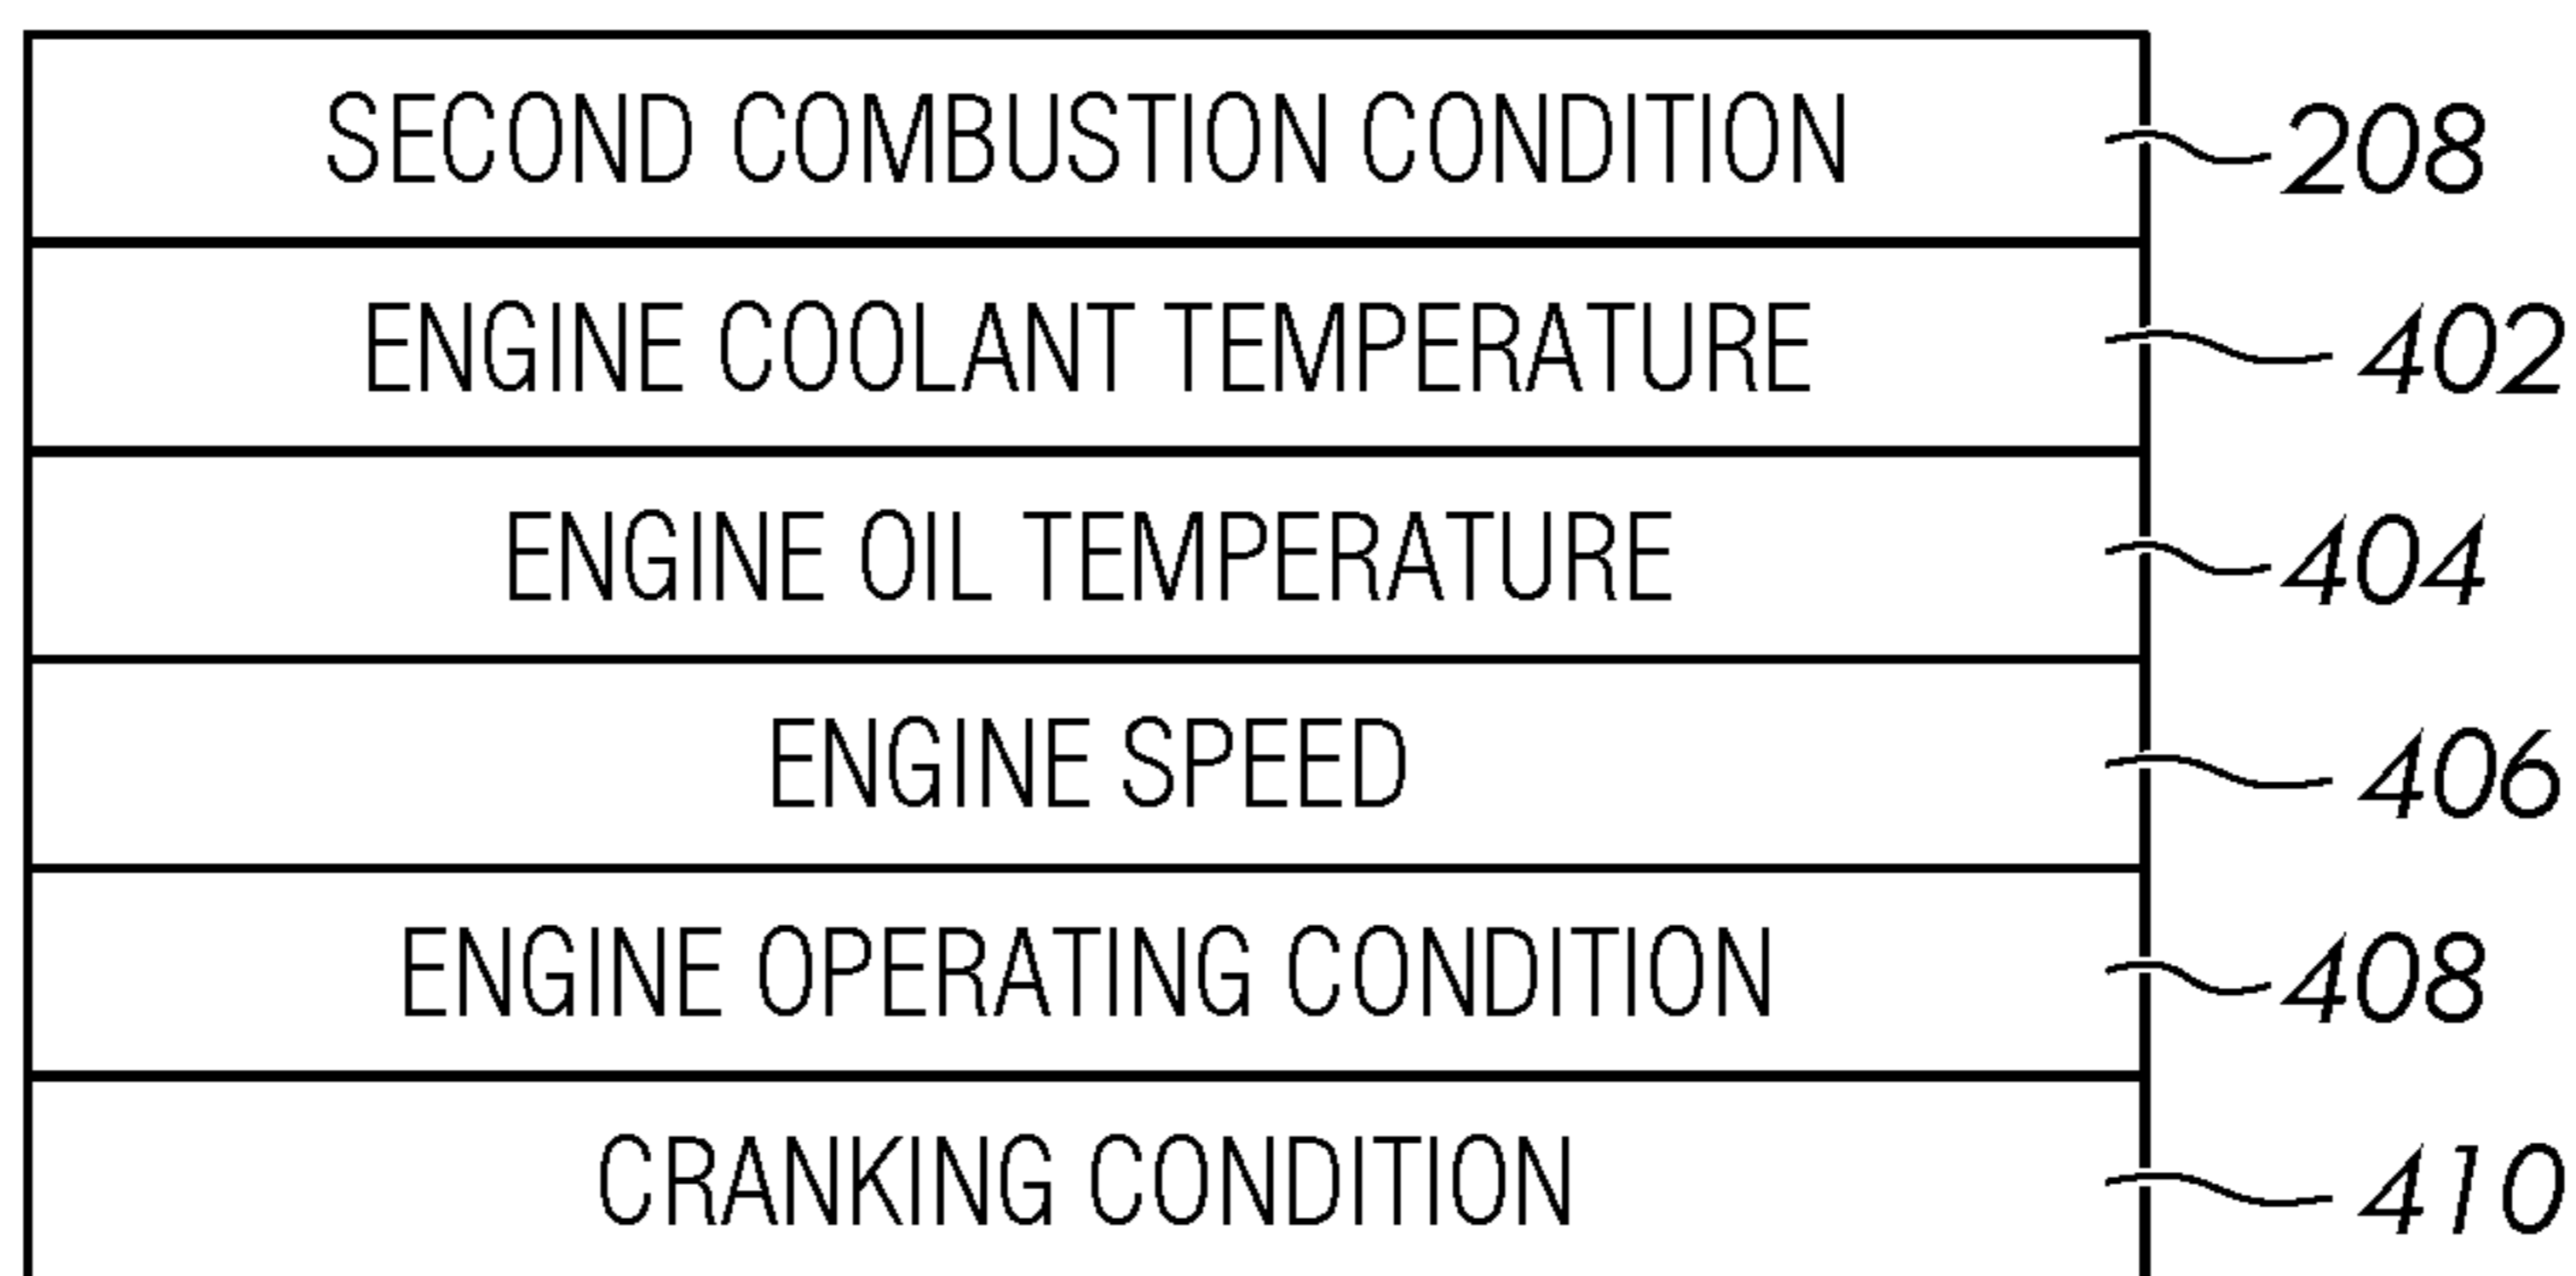 SECOND COMBUSTION CONDITION 208
ENGINE COOLANT TEMPERATURE 402
ENGINE OIL TEMPERATURE 404
ENGINE SPEED 406
ENGINE OPERATING CONDITION 408
CRANKING CONDITION 410